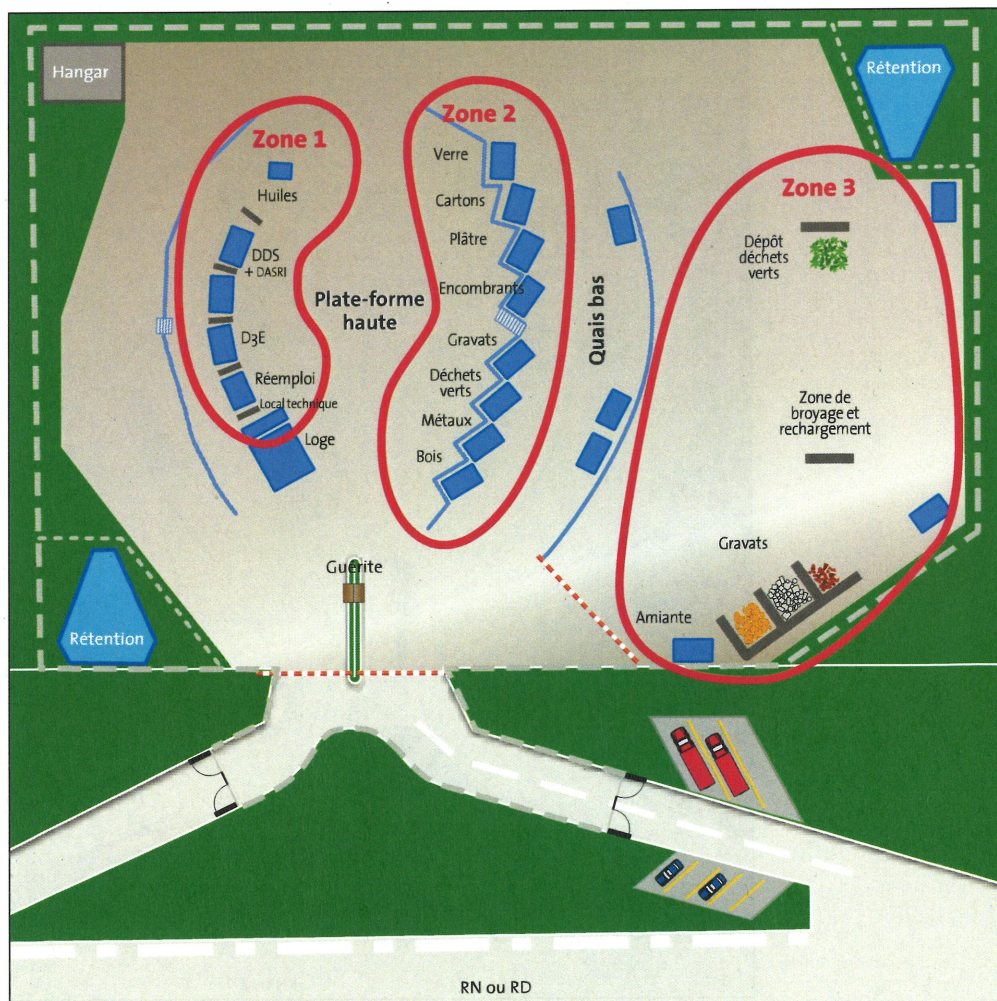 Hangar
Rétention
Zone 1
Huiles
DDS
+ DASRI
D3E
Réemploi
Local technique
Loge
Plate-forme
haute
Zone 2
Verre
Cartons
Plâtre
Encombrants
Gravats
Déchets
verts
Métaux
Bois
Quais bas
Zone 3
Dépôt
déchets
verts
Zone de
broyage et
rechargement
Gravats
Amiante
Guérite
Rétention
RN ou RD